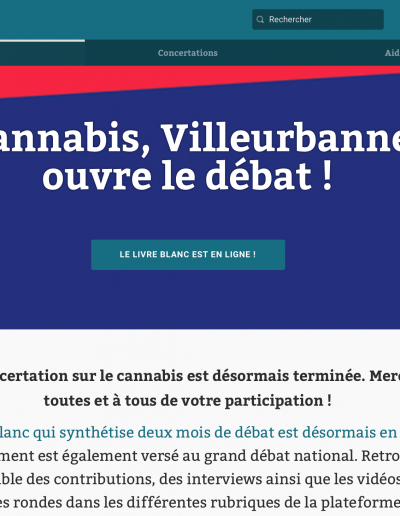 Rechercher
Concertations
Aid
annabis, Villeurbanne
ouvre le débat !
LE LIVRE BLANC EST EN LIGNE !
certation sur le cannabis est désormais terminée. Merc
toutes et à tous de votre participation !
lanc qui synthétise deux mois de débat est désormais en
ment est également versé au grand débat national. Retro
ble des contributions, des interviews ainsi que les vidéos
es rondes dans les différentes rubriques de la plateforme